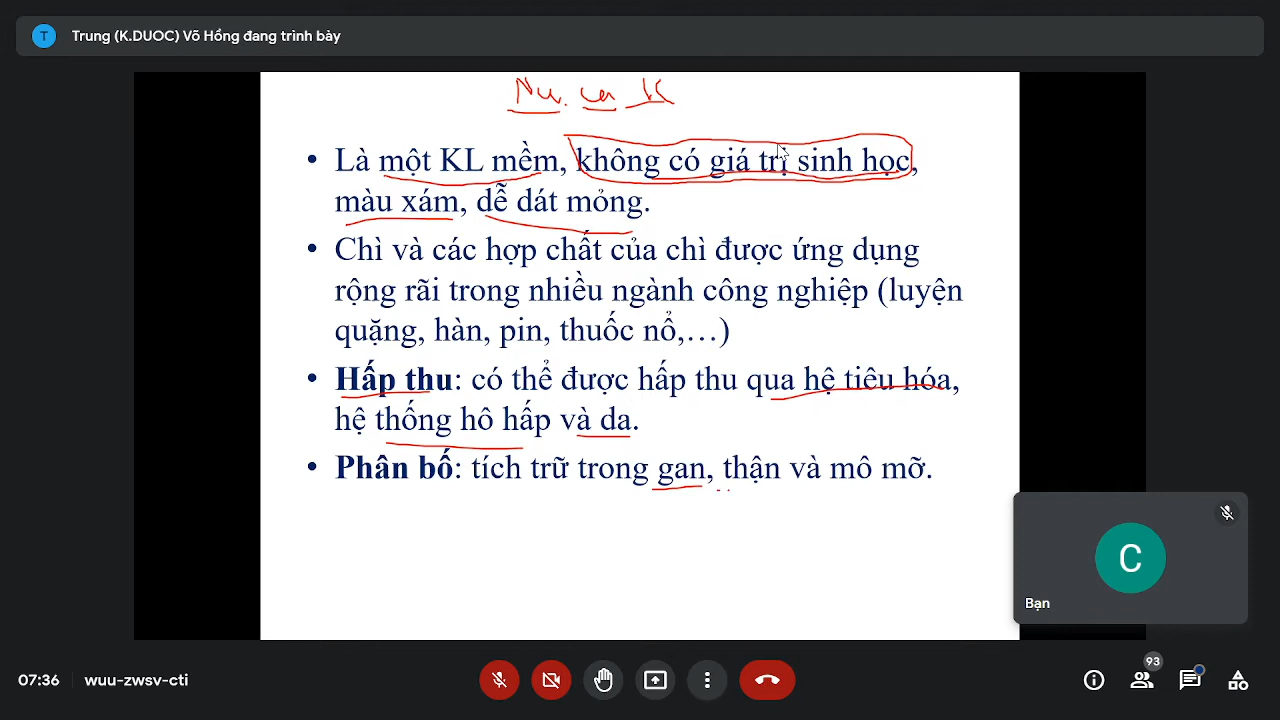 T
Trung (K.DUOC) Võ Hồng đang trình bày
Na. ca K
• Là một KL mềm, không có giá trị sinh học,
màu xám, dễ dát mỏng.
• Chì và các hợp chất của chì được ứng dụng
rộng rãi trong nhiều ngành công nghiệp (luyện
quặng, hàn, pin, thuốc nổ,…)
• Hấp thu: có thể được hấp thu qua hệ tiêu hóa,
hệ thống hô hấp và da.
• Phân bố: tích trữ trong gan, thận và mô mỡ.
C
Bạn
07:36 wuu-zwsv-cti
93